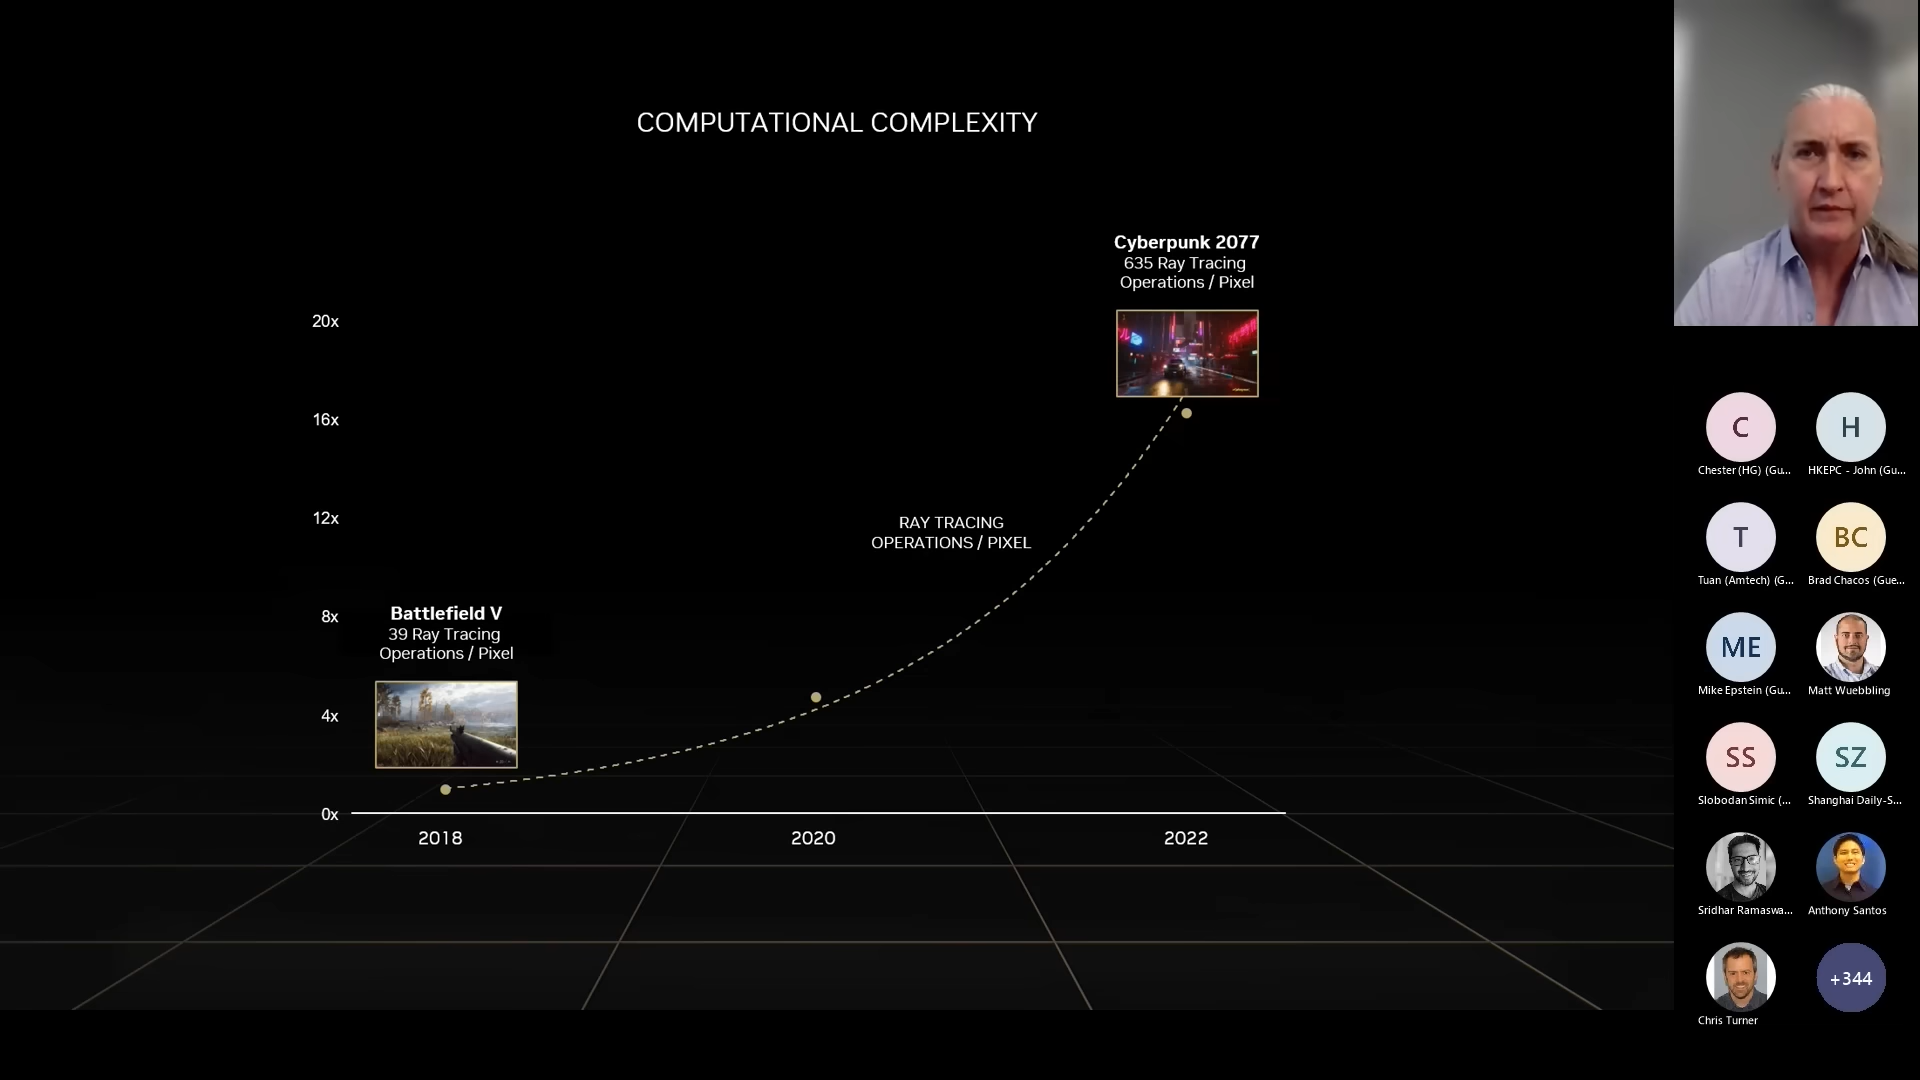 COMPUTATIONAL COMPLEXITY
Cyberpunk 2077
635 Ray Tracing
Operations / Pixel
20x
16x
12x
8x
4x
0x
RAY TRACING
OPERATIONS / PIXEL
Battlefield V
39 Ray Tracing
Operations / Pixel
2018
2020
2022
C
H
Chester (HG) (Gu...
HKEPC - John (Gu...
T
BC
Tuan (Amtech) (G...
Brad Chacos (Gue...
ME
Mike Epstein (Gu...
Matt Wuebbling
SS
SZ
Slobodan Simic (...
Shanghai Daily-S...
Sridhar Ramaswa...
Anthony Santos
+344
Chris Turner